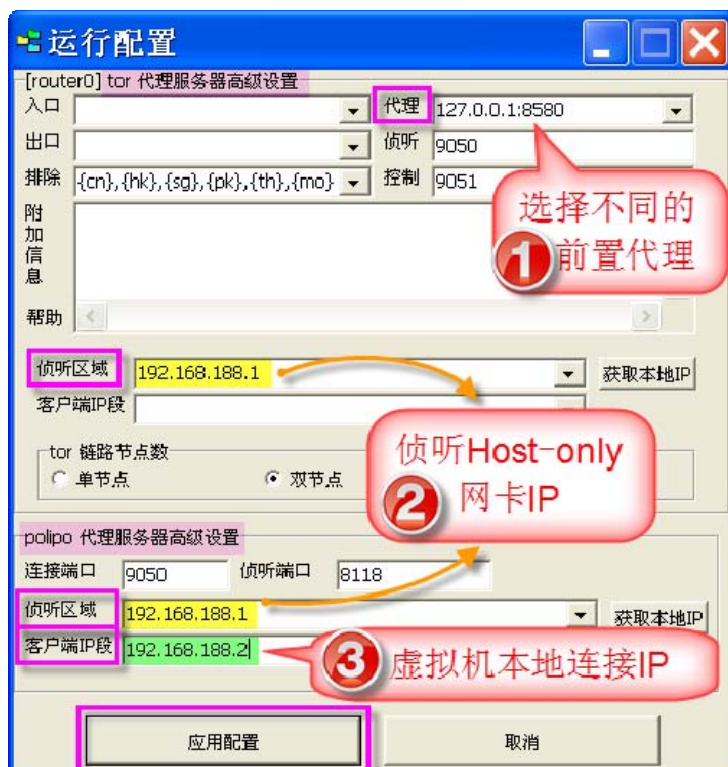 运行配置
[router0] tor 代理服务器高级设置
入口
代理 127.0.0.1:8580
出口
侦听 9050
排除 {cn},{hk},{sg},{pk},{th},{mo}
控制 9051
附加信息
选择不同的
1 前置代理
帮助
侦听区域 192.168.188.1 获取本地IP
客户端IP段
tor 链路节点数
单节点 双节点
侦听Host-only
2 网卡IP
polipo 代理服务器高级设置
连接端口 9050 侦听端口 8118
侦听区域 192.168.188.1 获取本地IP
客户端IP段 192.168.188.2
3 虚拟机本地连接IP
应用配置 取消